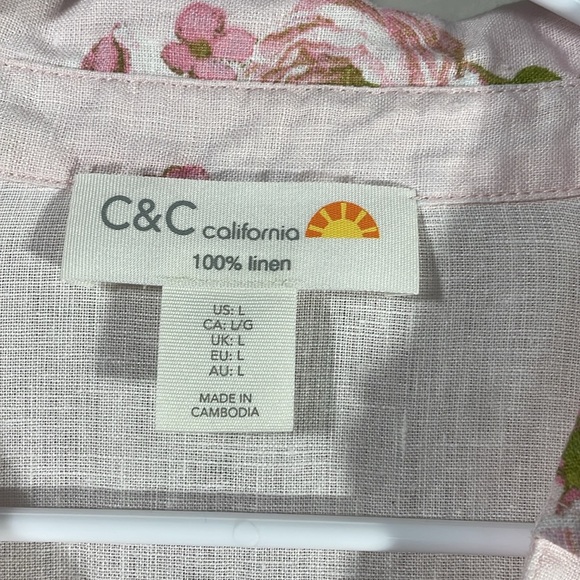 C&C california
100% linen
US: L
CA: L/G
UK: L
EU: L
AU: L
MADE IN
CAMBODIA